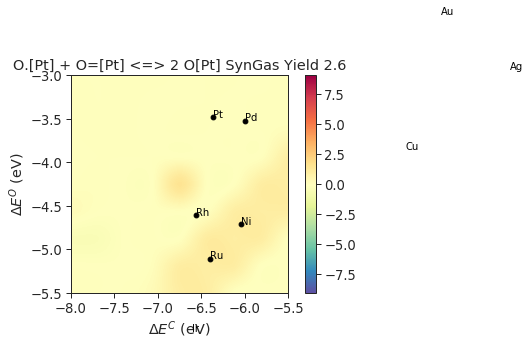 Au
O.[Pt] + O=[Pt] <=> 2 O[Pt] SynGas Yield 2.6
Ag
−3.0
−3.5
−4.0
−4.5
−5.0
−5.5
ΔE^O (eV)
Pt
Pd
Cu
Rh
Ni
Ru
7.5
5.0
2.5
0.0
−2.5
−5.0
−7.5
−8.0 −7.5 −7.0 −6.5 −6.0 −5.5
ΔE^C (eV)
Ir